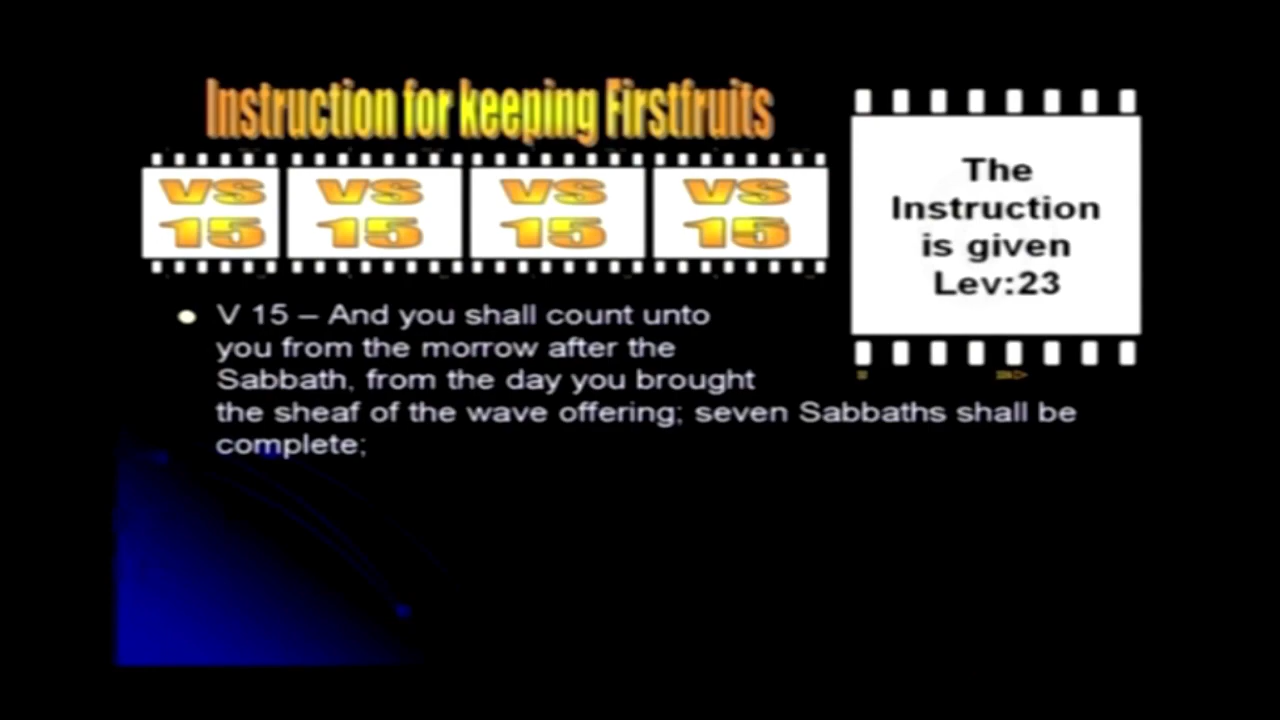 Instruction for keeping Firstfruits
VS VS VS VS
15 15 15 15
The
Instruction
is given
Lev:23
V 15 – And you shall count unto
you from the morrow after the
Sabbath, from the day you brought
the sheaf of the wave offering; seven Sabbaths shall be
complete;